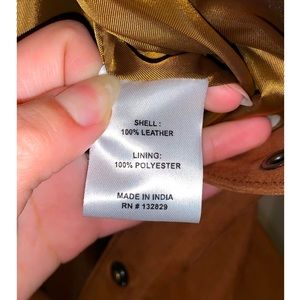 SHELL :
100% LEATHER
LINING:
100% POLYESTER
MADE IN INDIA
RN # 132829